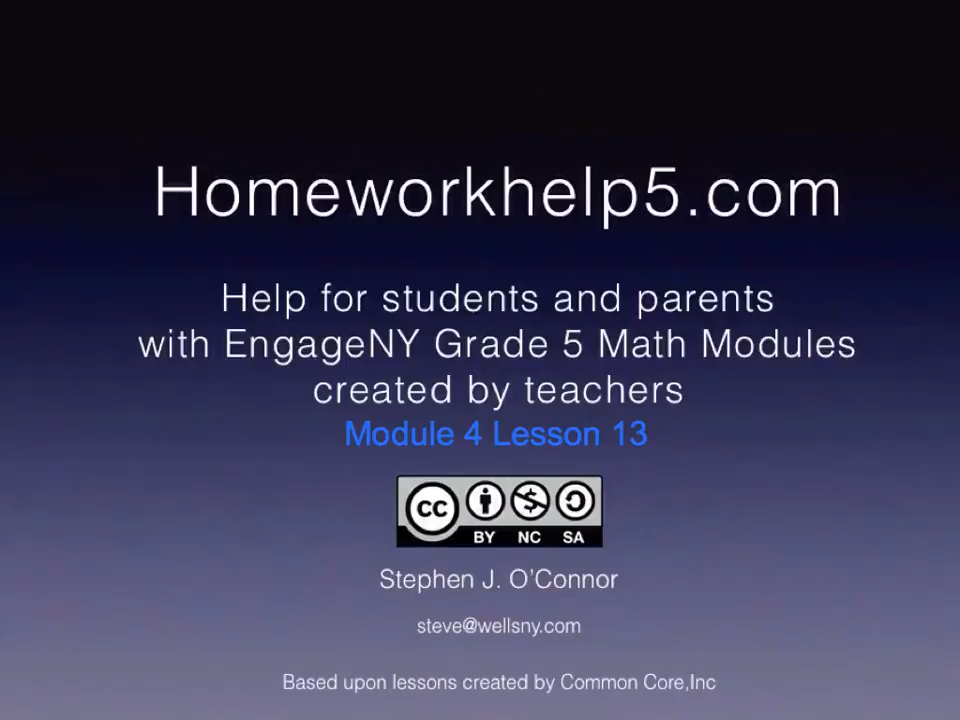 Homeworkhelp5.com
Help for students and parents
with EngageNY Grade 5 Math Modules
created by teachers
Module 4 Lesson 13
cc
BY NC SA
Stephen J. O'Connor
steve@wellsny.com
Based upon lessons created by Common Core,Inc